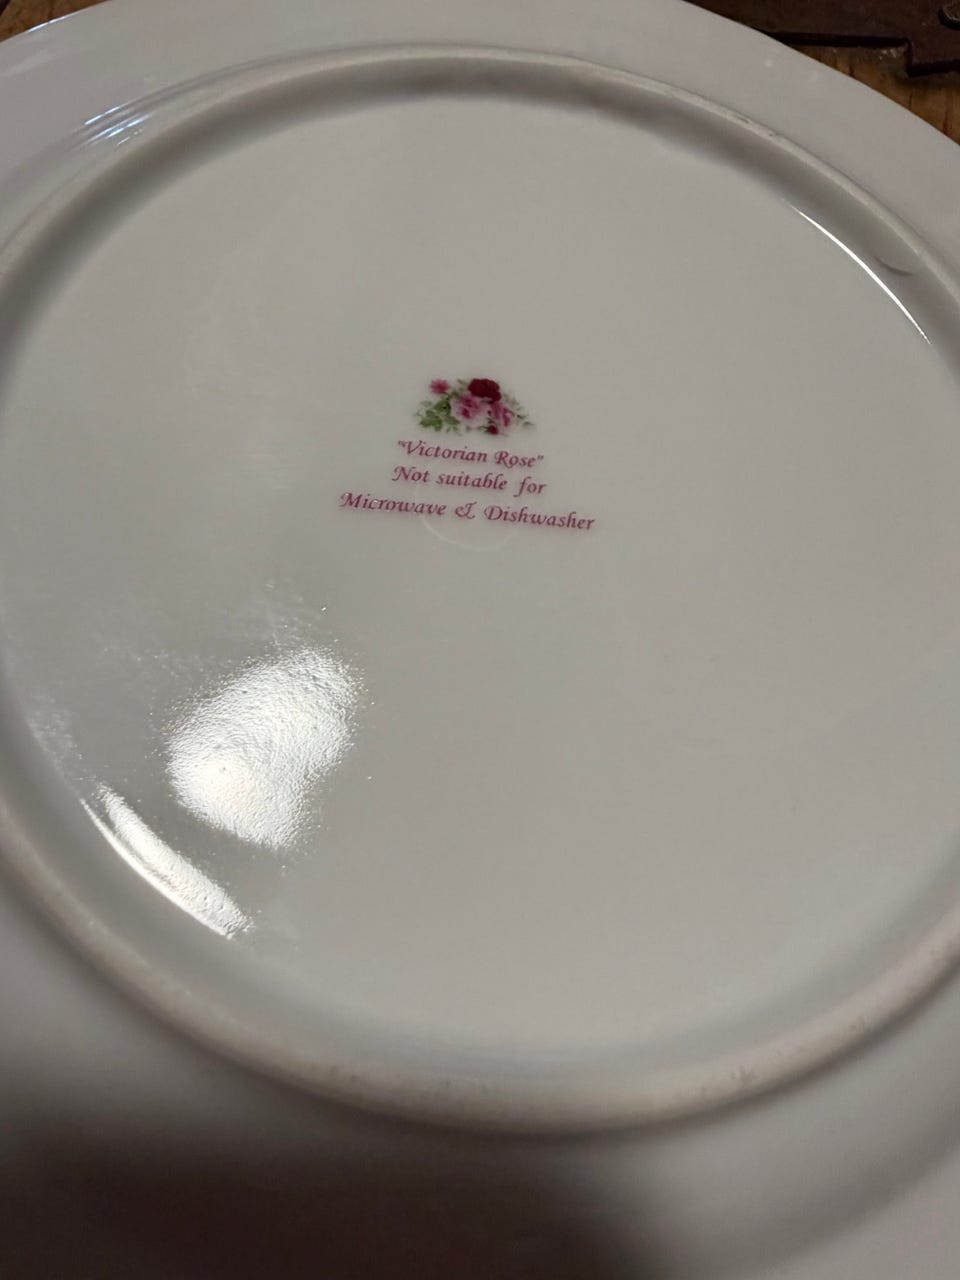 "Victorian Rose"
Not suitable for
Microwave & Dishwasher